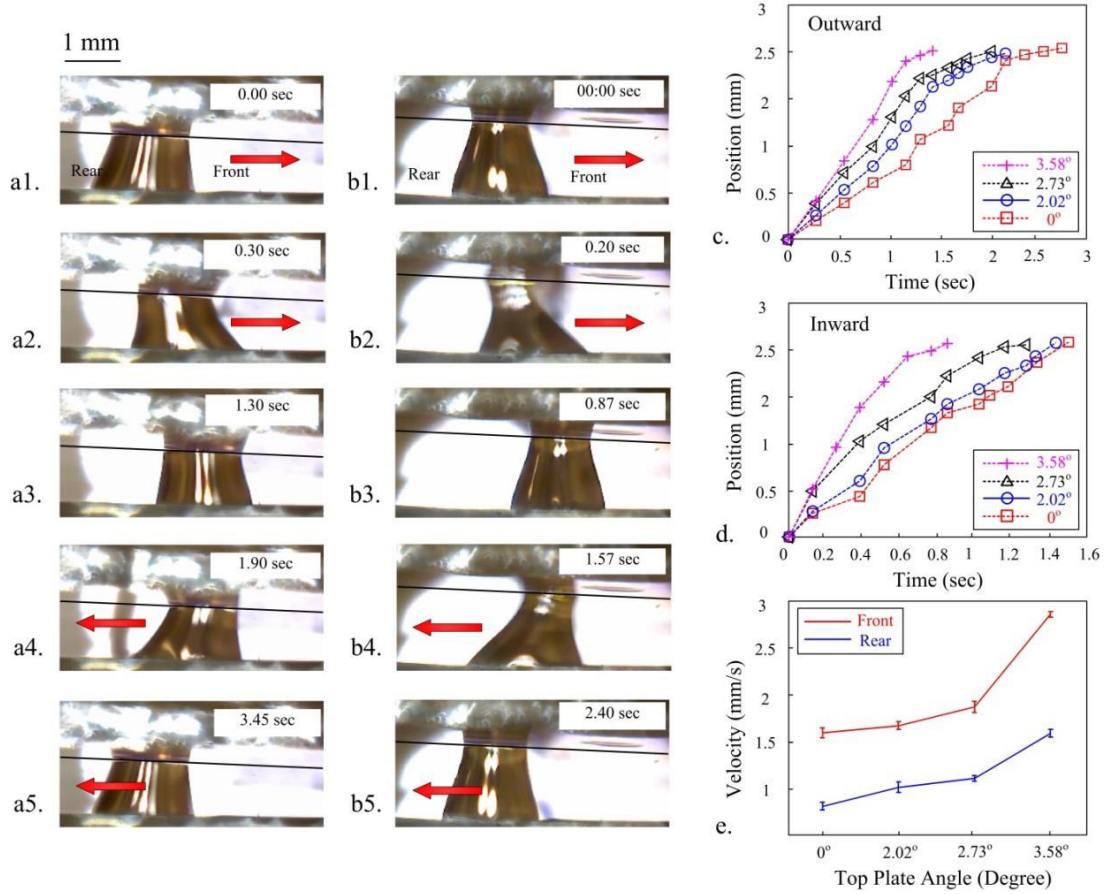 1 mm
0.00 sec
Rear
Front
a1.
0.30 sec
a2.
1.30 sec
a3.
1.90 sec
a4.
3.45 sec
a5.
00:00
Rear
Front
b1.
0.20 sec
b2.
0.87 sec
b3.
1.57 sec
b4.
2.40 sec
b5.
Outward
Position (mm)
3
2.5
2
1
0.5
0
3.58°
2.73°
2.02°
0°
0 0.5 1 1.5 2 2.5 3
Time (sec)
c.
Inward
Position (mm)
3
2.5
2
1
0.5
0
3.58°
2.73°
2.02°
0°
0 0.2 0.4 0.6 0.8 1 1.2 1.4 1.6
Time (sec)
d.
Front
Rear
Velocity (mm/s)
3
2.5
2
1.5
1
0° 2.02° 2.73° 3.58°
Top Plate Angle (Degree)
e.